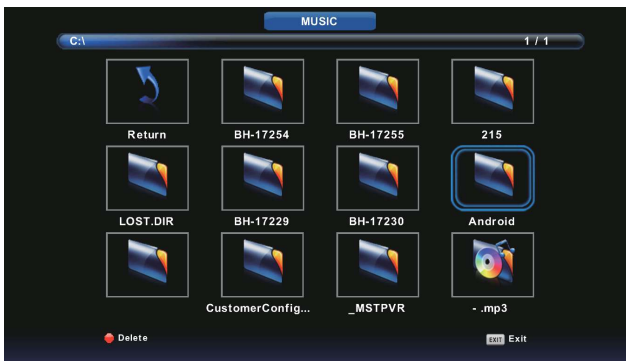 MUSIC
C:\ 1 / 1
Return BH-17254 BH-17255 215
LOST.DIR BH-17229 BH-17230 Android
CustomerConfig... _MSTPVR - .mp3
Delete EXIT Exit